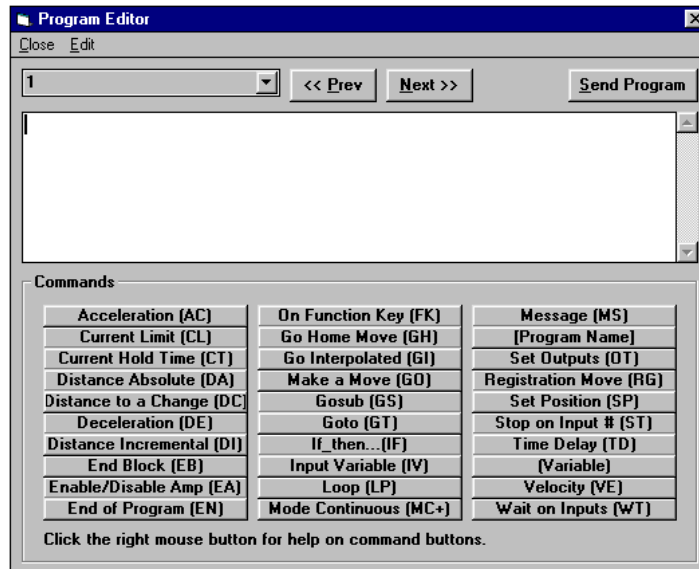 Program Editor
Close Edit
1 << Prev Next >> Send Program
Commands
Acceleration (AC) On Function Key (FK) Message (MS)
Current Limit (CL) Go Home Move (GH) [Program Name]
Current Hold Time (CT) Go Interpolated (GI) Set Outputs (OT)
Distance Absolute (DA) Make a Move (GO) Registration Move (RG)
Distance to a Change (DC) Gosub (GS) Set Position (SP)
Deceleration (DE) Goto (GT) Stop on Input # (ST)
Distance Incremental (DI) If_then...(IF) Time Delay (TD)
End Block (EB) Input Variable (IV) (Variable)
Enable/Disable Amp (EA) Loop (LP) Velocity (VE)
End of Program (EN) Mode Continuous (MC+) Wait on Inputs (WT)
Click the right mouse button for help on command buttons.